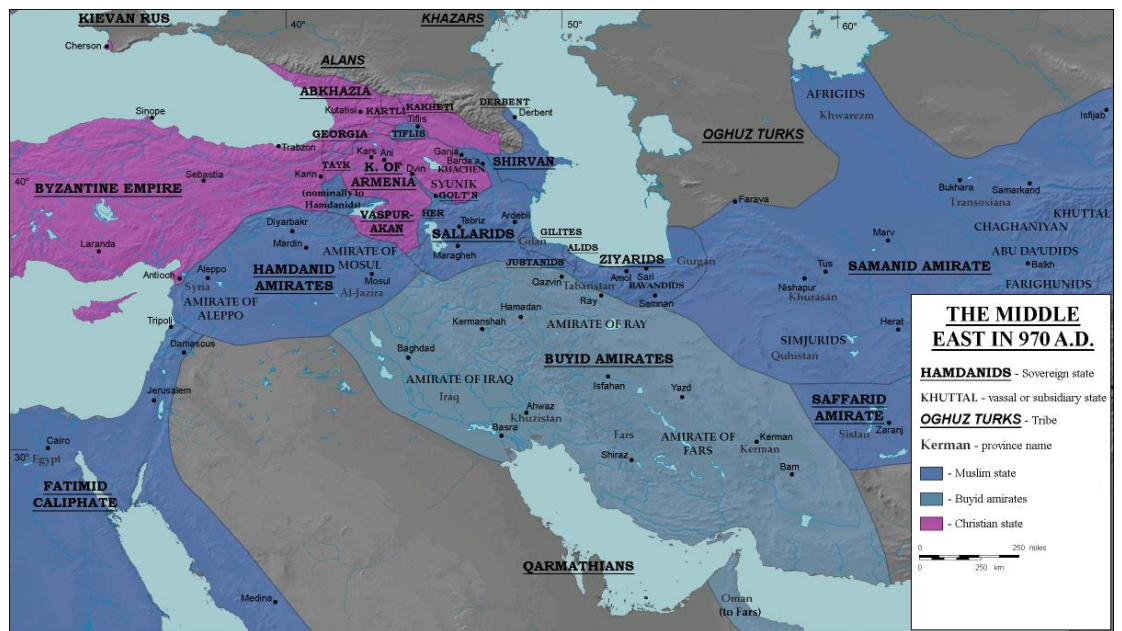 KIEVAN RUS
40°
KHAZARS
50°
60°
Cherson
ALANS
ABKHAZIA
AFRIGIDS
Khwarezm
DERBENT
Derbent
Isfijab
Sinope
Kutatisi
KARTLI
KAKHETI
Tiflis
TIFLIS
GEORGIA
OGHUZ TURKS
Trabzon
Kars
Ani
Ganja
Barda'a
KHACHEN
SHIRVAN
TAYK
K. OF
ARMENIA
Dvin
Karin
40°
BYZANTINE EMPIRE
Sebastia
SYUNIK
GOLT'N
(nominally to
Hamdanids)
Bukhara
Samarkand
Transoxiana
Farava
KHUTTAL
CHAGHANIYAN
VASPUR-
AKAN
HER
Tabriz
Ardebil
SALLARIDS
Maragheh
Gilan
GILITES
ALIDS
Diyarbakr
Mardin
Laranda
Marv
ABU DA'UDIDS
Balkh
AMIRATE OF
MOSUL
HAMDANID
AMIRATES
Mosul
Al-Jazira
JUSTANIDS
ZIYARIDS
Gurgan
Tus
SAMANID AMIRATE
Antioch
Aleppo
Syria
AMIRATE OF
ALEPPO
Qazvin
Tabaristan
Amol
Sari
BAVANDIDS
Nishapur
Khurasan
FARIGHUNIDS
Ray
Semnan
Tripoli
Hamadan
Kermanshah
AMIRATE OF RAY
Herat
Damascus
Baghdad
BUYID AMIRATES
SIMJURIDS
Quhistan
AMIRATE OF IRAQ
Iraq
Isfahan
Yazd
Jerusalem
Ahwaz
Khuzistan
SAFFARID
AMIRATE
Basra
Zaranj
Sistan
Cairo
Egypt
30°
Fars
AMIRATE OF
FARS
Kerman
Kerman
Shiraz
Bam
FATIMID
CALIPHATE
QARMATHIANS
Medina
Oman
(to Fars)
THE MIDDLE
EAST IN 970 A.D.
HAMDANIDS - Sovereign state
KHUTTAL - vassal or subsidiary state
OGHUZ TURKS - Tribe
Kerman - province name
- Muslim state
- Buyid amirates
- Christian state
0 250 miles
0 250 km